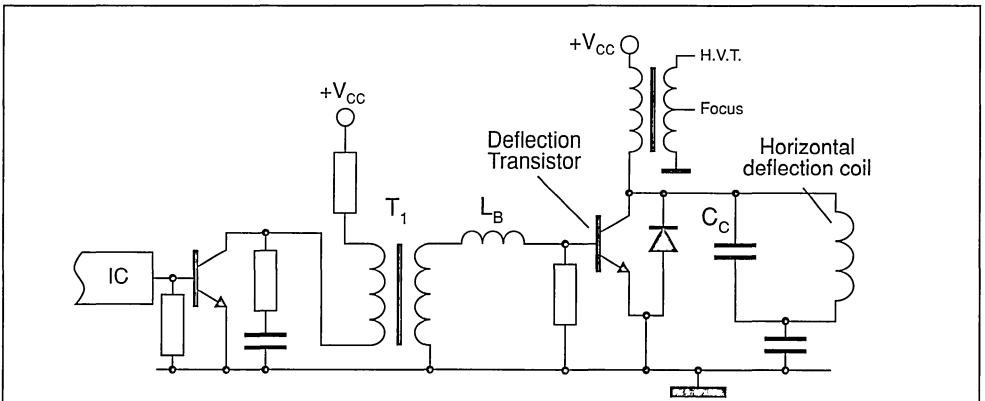 +VCC
H.V.T.
+VCC
Focus
Deflection
Transistor
Horizontal
deflection coil
T1
LB
CC
IC